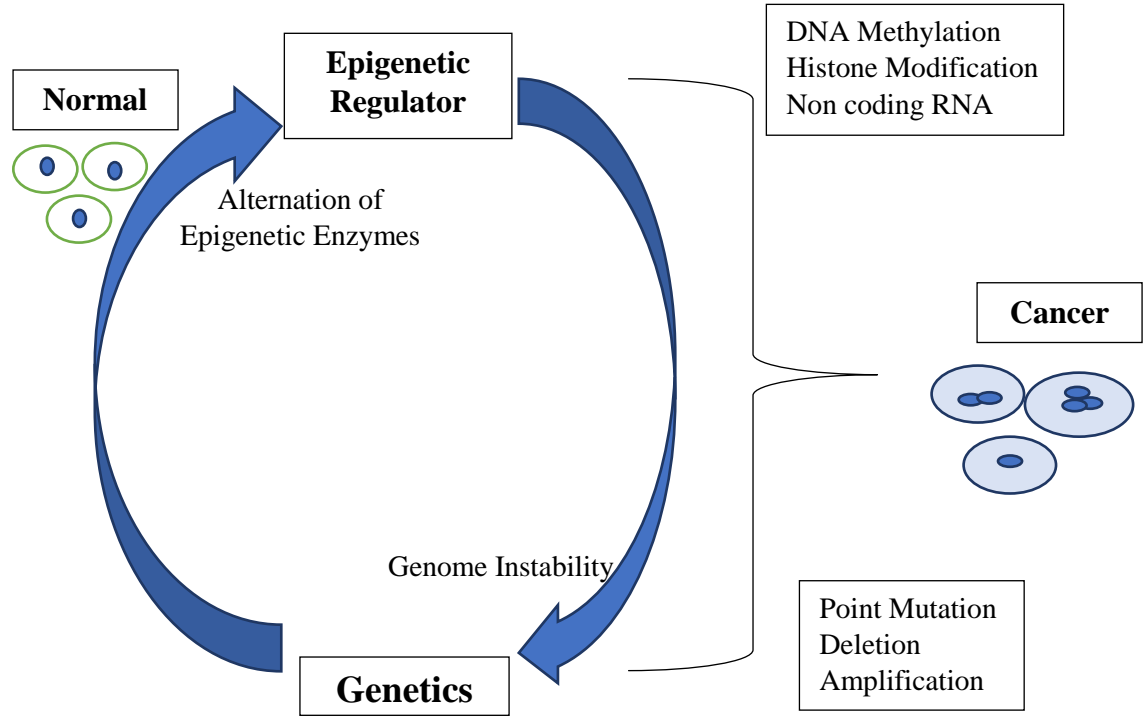 Normal
Epigenetic
Regulator
DNA Methylation
Histone Modification
Non coding RNA
Alternation of
Epigenetic Enzymes
Cancer
Genome Instability
Point Mutation
Deletion
Amplification
Genetics